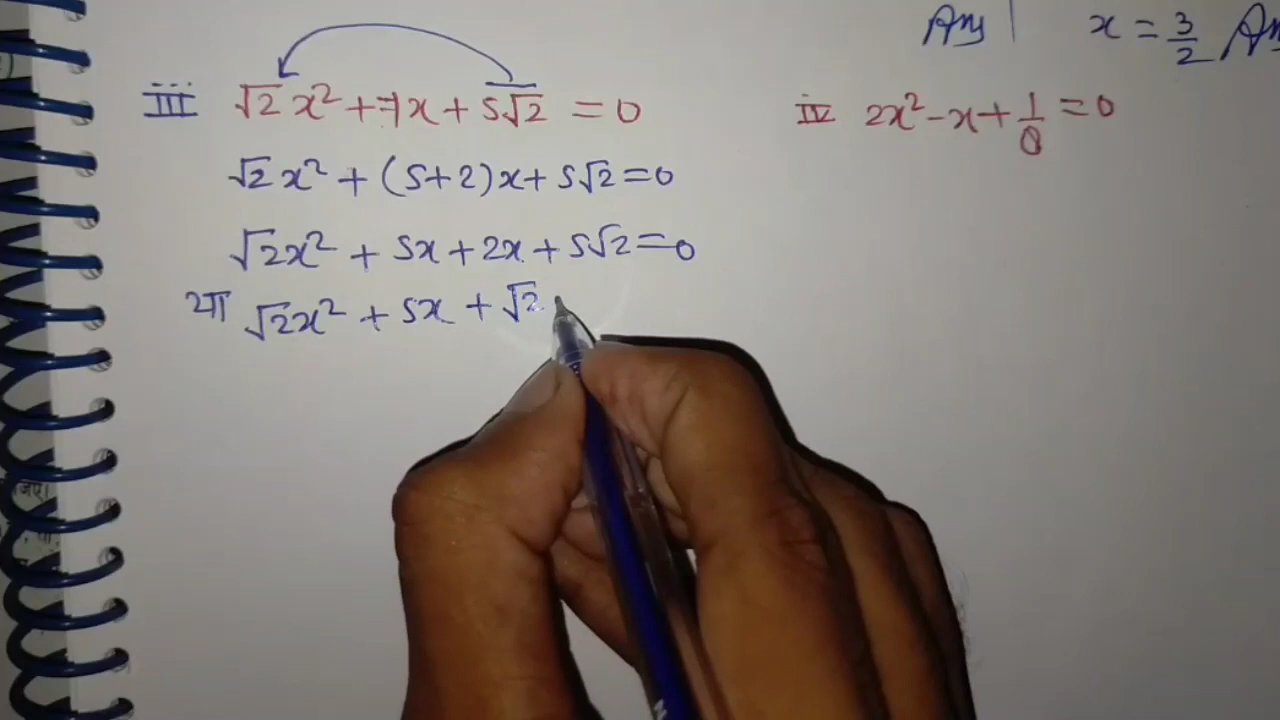 Ans | x = 3/2 Ans
III √2x² + 7x + 5√2 = 0
IV 2x² - x + 1/8 = 0
√2x² + (5+2)x + 5√2 = 0
√2x² + 5x + 2x + 5√2 = 0
या √2x² + 5x + √2